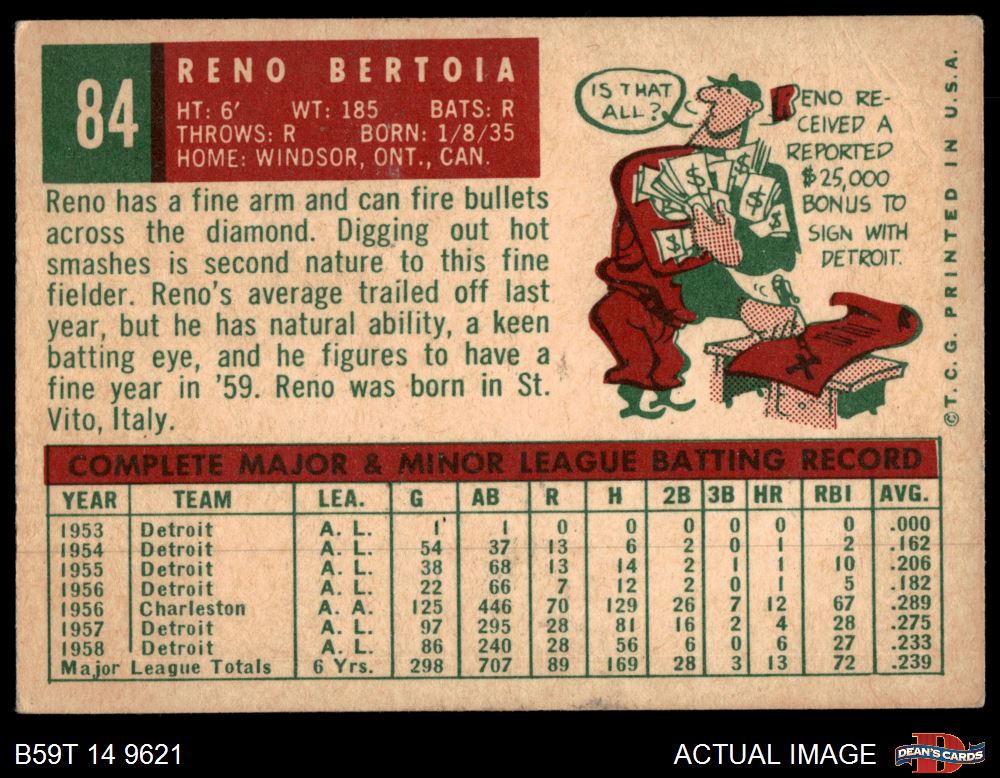 84
RENO BERTOIA
HT: 6' WT: 185 BATS: R
THROWS: R BORN: 1/8/35
HOME: WINDSOR, ONT., CAN.
Reno has a fine arm and can fire bullets
across the diamond. Digging out hot
smashes is second nature to this fine
fielder. Reno's average trailed off last
year, but he has natural ability, a keen
batting eye, and he figures to have a
fine year in '59. Reno was born in St.
Vito, Italy.
IS THAT
ALL?
RENO RE-
CEIVED A
REPORTED
$25,000
BONUS TO
SIGN WITH
DETROIT.
©T.C.G. PRINTED IN U.S.A.
COMPLETE MAJOR & MINOR LEAGUE BATTING RECORD
YEAR TEAM LEA. G AB R H 2B 3B HR RBI AVG.
1953 Detroit A. L. 1 1 0 0 0 0 0 0 .000
1954 Detroit A. L. 54 37 13 6 2 0 1 2 .162
1955 Detroit A. L. 38 68 13 14 2 1 1 10 .206
1956 Detroit A. L. 22 66 7 12 2 0 1 5 .182
1956 Charleston A. A. 125 446 70 129 26 7 12 67 .289
1957 Detroit A. L. 97 295 28 81 16 2 4 28 .275
1958 Detroit A. L. 86 240 28 56 6 0 6 27 .233
Major League Totals 6 Yrs. 298 707 89 169 28 3 13 72 .239
B59T 14 9621
ACTUAL IMAGE
DEAN'S CARDS